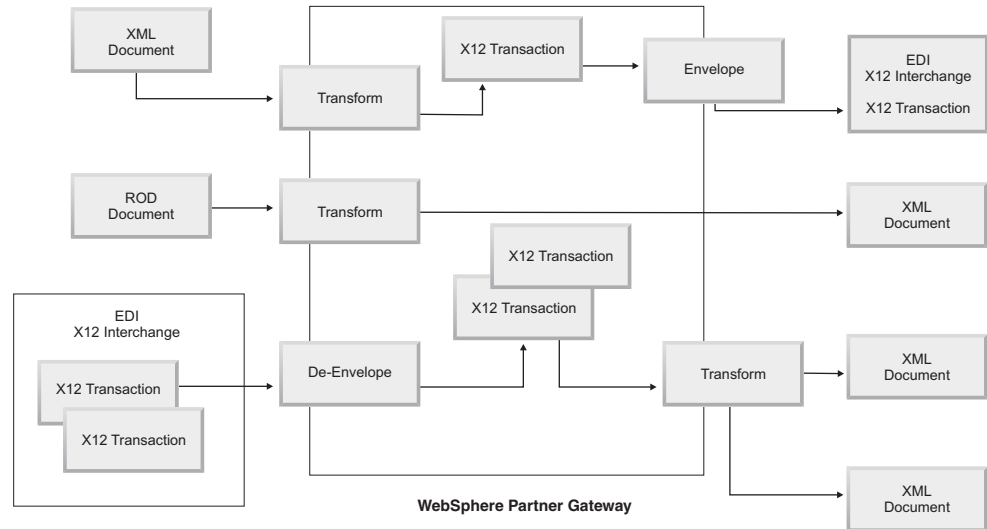 XML
Document
Transform
X12 Transaction
Envelope
EDI
X12 Interchange
X12 Transaction
ROD
Document
Transform
XML
Document
EDI
X12 Interchange
X12 Transaction
X12 Transaction
De-Envelope
X12 Transaction
X12 Transaction
Transform
XML
Document
XML
Document
WebSphere Partner Gateway